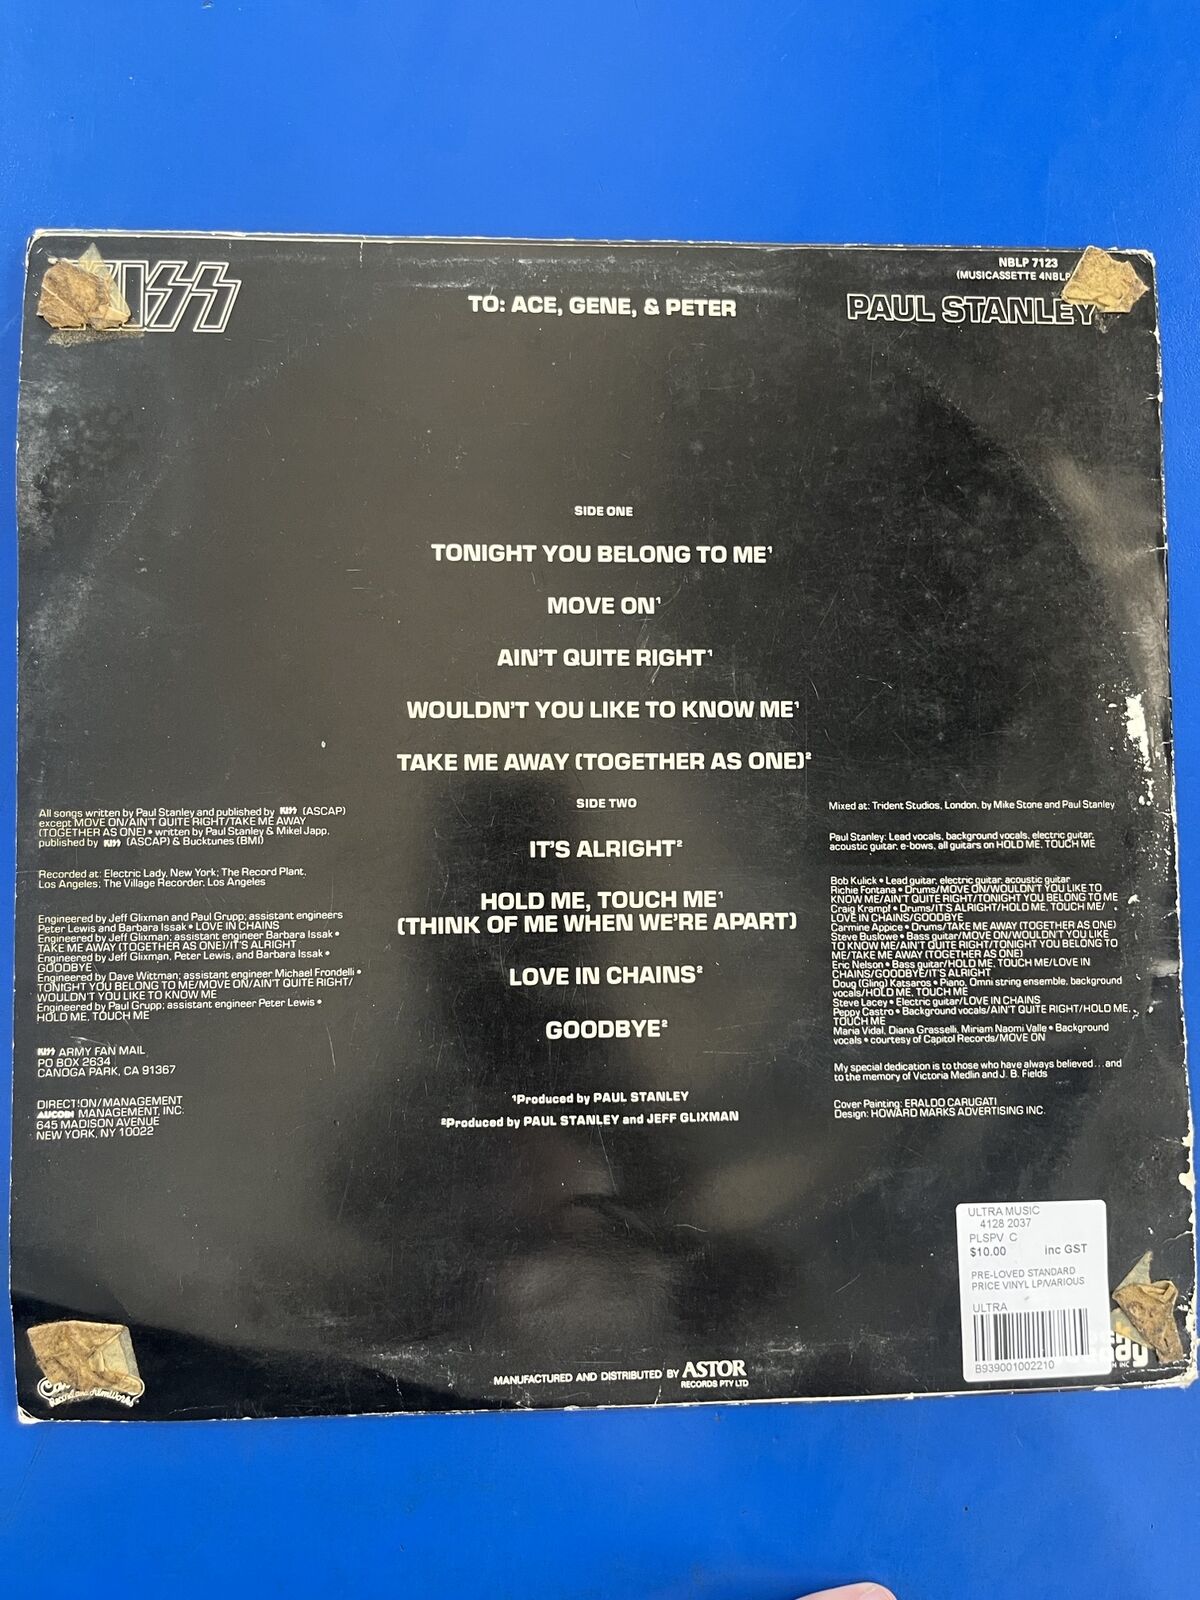 KISS
TO: ACE, GENE, & PETER
NBLP 7123
(MUSICASSETTE 4NBLP
PAUL STANLEY
SIDE ONE
TONIGHT YOU BELONG TO ME¹
MOVE ON¹
AIN'T QUITE RIGHT¹
WOULDN'T YOU LIKE TO KNOW ME¹
TAKE ME AWAY (TOGETHER AS ONE)²
SIDE TWO
IT'S ALRIGHT²
HOLD ME, TOUCH ME¹
(THINK OF ME WHEN WE'RE APART)
LOVE IN CHAINS²
GOODBYE²
¹Produced by PAUL STANLEY
²Produced by PAUL STANLEY and JEFF GLIXMAN
All songs written by Paul Stanley and published by KISS (ASCAP)
except MOVE ON/AIN'T QUITE RIGHT/TAKE ME AWAY
(TOGETHER AS ONE) • written by Paul Stanley & Mikel Japp,
published by KISS (ASCAP) & Bucktunes (BMI)
Recorded at: Electric Lady, New York; The Record Plant,
Los Angeles; The Village Recorder, Los Angeles
Engineered by Jeff Glixman and Paul Grupp; assistant engineers
Peter Lewis and Barbara Issak • LOVE IN CHAINS
Engineered by Jeff Glixman; assistant engineer Barbara Issak •
TAKE ME AWAY (TOGETHER AS ONE)/IT'S ALRIGHT
Engineered by Jeff Glixman, Peter Lewis, and Barbara Issak •
GOODBYE
Engineered by Dave Wittman; assistant engineer Michael Frondelli •
TONIGHT YOU BELONG TO ME/MOVE ON/AIN'T QUITE RIGHT/
WOULDN'T YOU LIKE TO KNOW ME
Engineered by Paul Grupp; assistant engineer Peter Lewis •
HOLD ME, TOUCH ME
KISS ARMY FAN MAIL
PO BOX 2634
CANOGA PARK, CA 91367
DIRECTION/MANAGEMENT
AUCOIN MANAGEMENT, INC.
645 MADISON AVENUE
NEW YORK, NY 10022
Mixed at: Trident Studios, London, by Mike Stone and Paul Stanley
Paul Stanley: Lead vocals, background vocals, electric guitar,
acoustic guitar, e-bows, all guitars on HOLD ME, TOUCH ME
Bob Kulick • Lead guitar, electric guitar, acoustic guitar
Richie Fontana • Drums/MOVE ON/WOULDN'T YOU LIKE TO
KNOW ME/AIN'T QUITE RIGHT/TONIGHT YOU BELONG TO ME
Craig Krampf • Drums/IT'S ALRIGHT/HOLD ME, TOUCH ME/
LOVE IN CHAINS/GOODBYE
Carmine Appice • Drums/TAKE ME AWAY (TOGETHER AS ONE)
Steve Buslowe • Bass guitar/MOVE ON/WOULDN'T YOU LIKE
TO KNOW ME/AIN'T QUITE RIGHT/TONIGHT YOU BELONG TO
ME/TAKE ME AWAY (TOGETHER AS ONE)
Eric Nelson • Bass guitar/HOLD ME, TOUCH ME/LOVE IN
CHAINS/GOODBYE/IT'S ALRIGHT
Doug (Gling) Katsaros • Piano, Omni string ensemble, background
vocals/HOLD ME, TOUCH ME
Steve Lacey • Electric guitar/LOVE IN CHAINS
Peppy Castro • Background vocals/AIN'T QUITE RIGHT/HOLD ME,
TOUCH ME
Maria Vidal, Diana Grasselli, Miriam Naomi Valle • Background
vocals • courtesy of Capitol Records/MOVE ON
My special dedication is to those who have always believed...and
to the memory of Victoria Medlin and J. B. Fields
Cover Painting: ERALDO CARUGATI
Design: HOWARD MARKS ADVERTISING INC.
ULTRA MUSIC
4128 2037
PLSPV C
$10.00 inc GST
PRE-LOVED STANDARD
PRICE VINYL LP/VARIOUS
ULTRA
B939001002210
Record and FilmWorks
MANUFACTURED AND DISTRIBUTED BY ASTOR
RECORDS PTY LTD